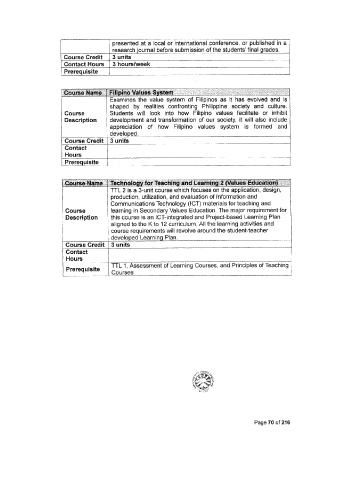 presented at a local or international conference, or published in a
research journal before submission of the students' final grades.
Course Credit 3 units
Contact Hours 3 hours/week
Prerequisite
Course Name Filipino Values System
Examines the value system of Filipinos as it has evolved and is
shaped by realities confronting Philippine society and culture.
Course Students will look into how Filipino values facilitate or inhibit
Description development and transformation of our society. It will also include
appreciation of how Filipino values system is formed and
developed.
Course Credit 3 units
Contact
Hours
Prerequisite
Course Name Technology for Teaching and Learning 2 (Values Education)
TTL 2 is a 3-unit course which focuses on the application, design,
production, utilization, and evaluation of Information and
Communications Technology (ICT) materials for teaching and
Course learning in Secondary Values Education. The major requirement for
Description this course is an ICT-integrated and Project-based Learning Plan
aligned to the K to 12 curriculum. All the learning activities and
course requirements will revolve around the student-teacher
developed Learning Plan.
Course Credit 3 units
Contact
Hours
Prerequisite TTL 1, Assessment of Learning Courses, and Principles of Teaching
Courses
Page 70 of 216